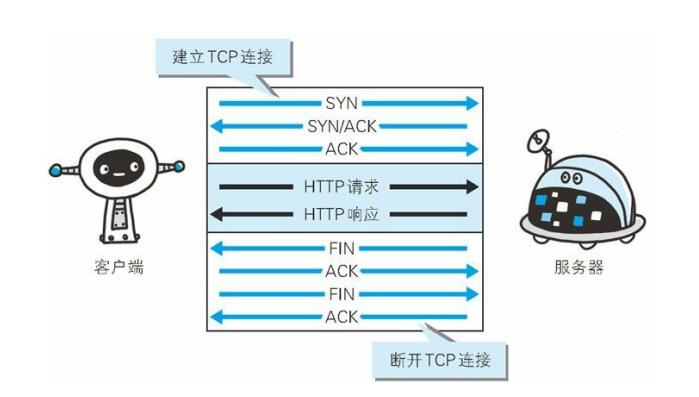 建立TCP连接
SYN
SYN/ACK
ACK
HTTP请求
HTTP响应
客户端
服务器
FIN
ACK
FIN
ACK
断开TCP连接